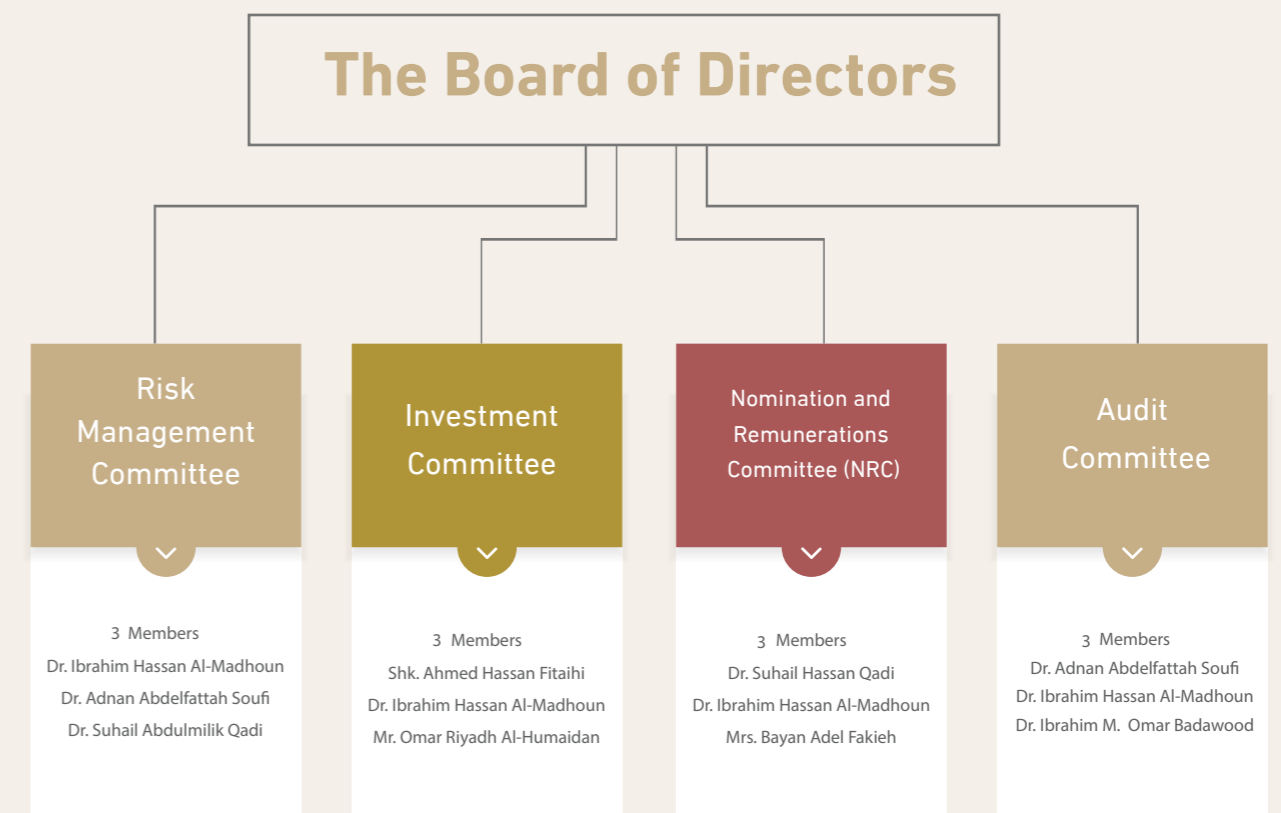 The Board of Directors
Risk
Management
Committee
3 Members
Dr. Ibrahim Hassan Al-Madhoun
Dr. Adnan Abdelfattah Soufi
Dr. Suhail Abdulmilik Qadi
Investment
Committee
3 Members
Shk. Ahmed Hassan Fitaihi
Dr. Ibrahim Hassan Al-Madhoun
Mr. Omar Riyadh Al-Humaidan
Nomination and
Remunerations
Committee (NRC)
3 Members
Dr. Suhail Hassan Qadi
Dr. Ibrahim Hassan Al-Madhoun
Mrs. Bayan Adel Fakieh
Audit
Committee
3 Members
Dr. Adnan Abdelfattah Soufi
Dr. Ibrahim Hassan Al-Madhoun
Dr. Ibrahim M. Omar Badawood